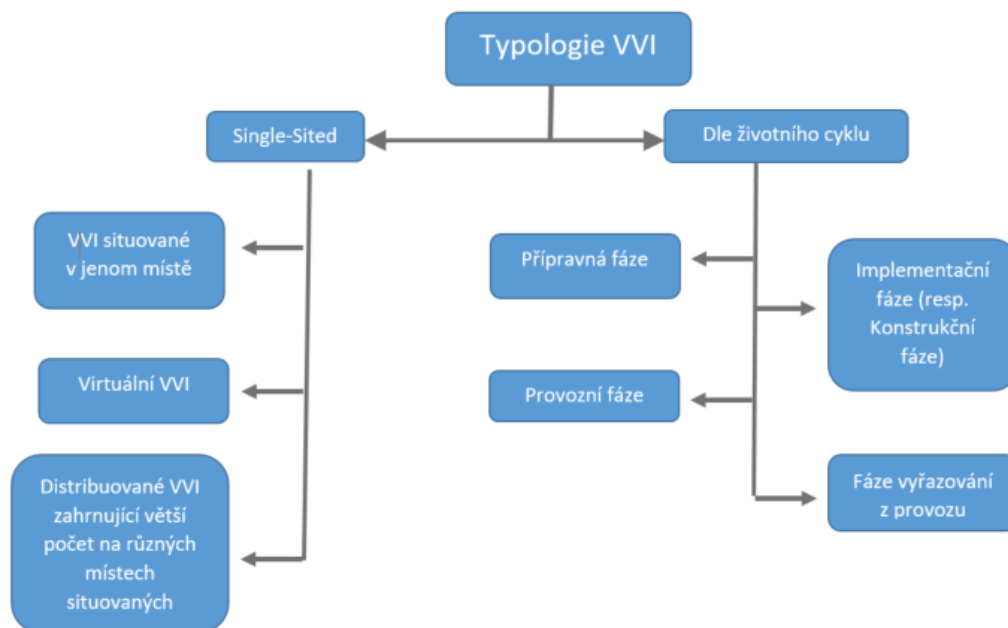 Typologie VVI
Single-Sited
Dle životního cyklu
VVI situované
v jenom místě
Virtuální VVI
Distribuované VVI
zahrnující větší
počet na různých
místech
situovaných
Přípravná fáze
Implementační
fáze (resp.
Konstrukční
fáze)
Provozní fáze
Fáze vyřazování
z provozu